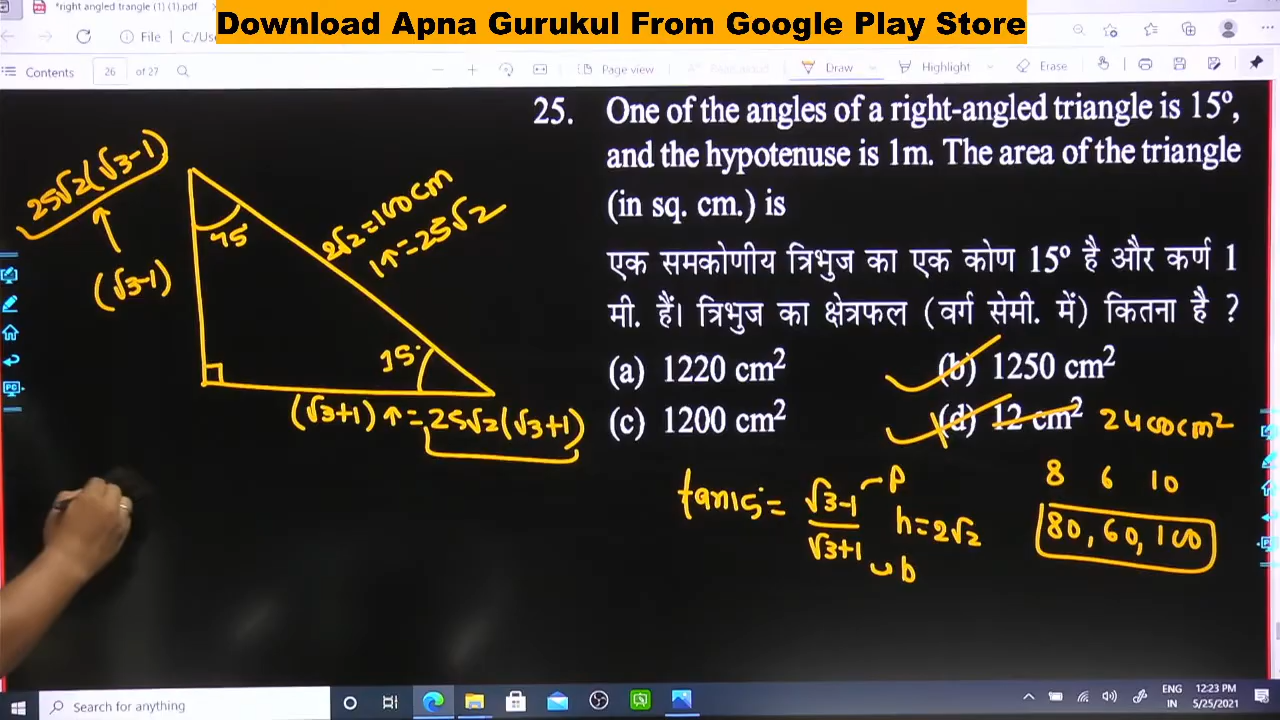 *right angled trangle (1) (1).pdf
Download Apna Gurukul From Google Play Store
File C:/Use
Contents 26 of 27 Page view Draw Highlight Erase
25. One of the angles of a right-angled triangle is 15º,
and the hypotenuse is 1m. The area of the triangle
(in sq. cm.) is
एक समकोणीय त्रिभुज का एक कोण 15º है और कर्ण 1
मी. हैं। त्रिभुज का क्षेत्रफल (वर्ग सेमी. में) कितना है ?
(a) 1220 cm² (b) 1250 cm²
(c) 1200 cm² (d) 12 cm² 2400cm²
25√2(√3-1)
(√3-1)
75°
2√2=100cm
1↑=25√2
15°
(√3+1)↑=25√2(√3+1)
tan15°= √3-1 P
√3+1 b
h=2√2
8 6 10
80, 60, 100
Search for anything
ENG
IN
12:23 PM
5/25/2021